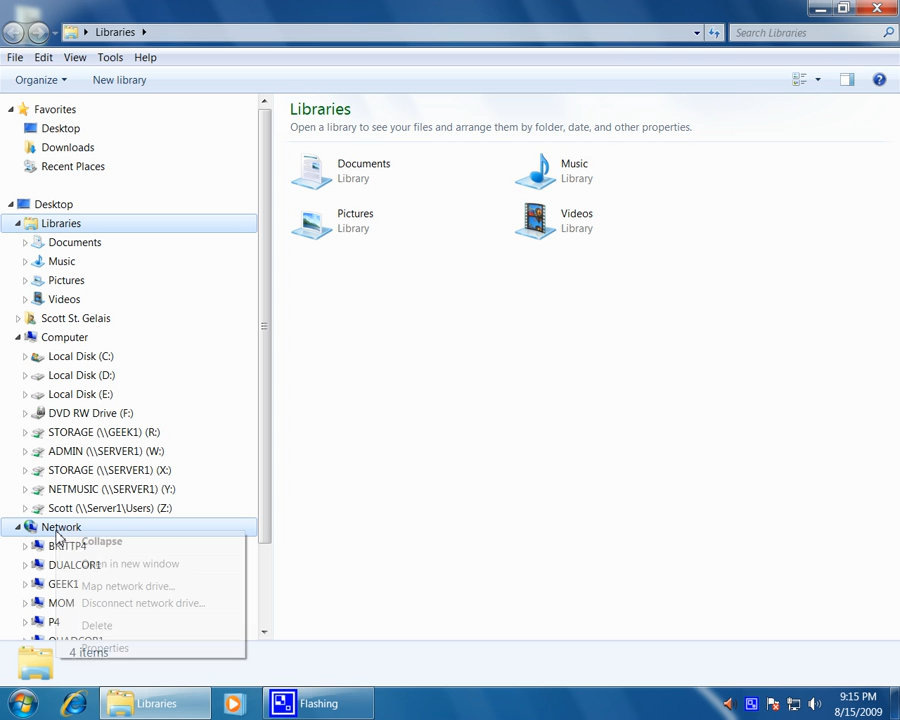 Libraries
Search Libraries
File Edit View Tools Help
Organize New library
Favorites
Desktop
Downloads
Recent Places
Desktop
Libraries
Documents
Music
Pictures
Videos
Scott St. Gelais
Computer
Local Disk (C:)
Local Disk (D:)
Local Disk (E:)
DVD RW Drive (F:)
STORAGE (\\GEEK1) (R:)
ADMIN (\\SERVER1) (W:)
STORAGE (\\SERVER1) (X:)
NETMUSIC (\\SERVER1) (Y:)
Scott (\\Server1\Users) (Z:)
Network
DUALCOR1
GEEK1
MOM
P4
QUADCOR1
Collapse
Open in new window
Map network drive...
Disconnect network drive...
Delete
Properties
Libraries
Open a library to see your files and arrange them by folder, date, and other properties.
Documents
Library
Music
Library
Pictures
Library
Videos
Library
4 items
Libraries
Flashing
9:15 PM
8/15/2009